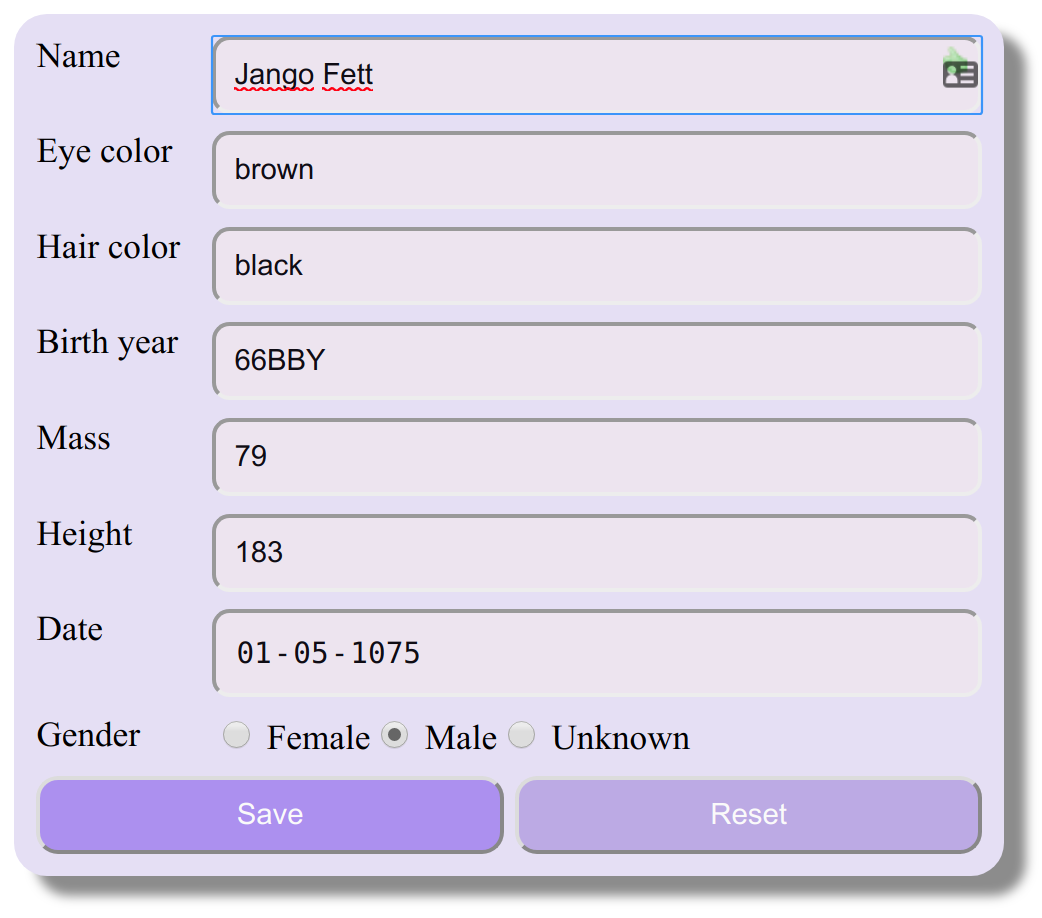 Name Jango Fett
Eye color brown
Hair color black
Birth year 66BBY
Mass 79
Height 183
Date 01-05-1075
Gender Female Male Unknown
Save Reset